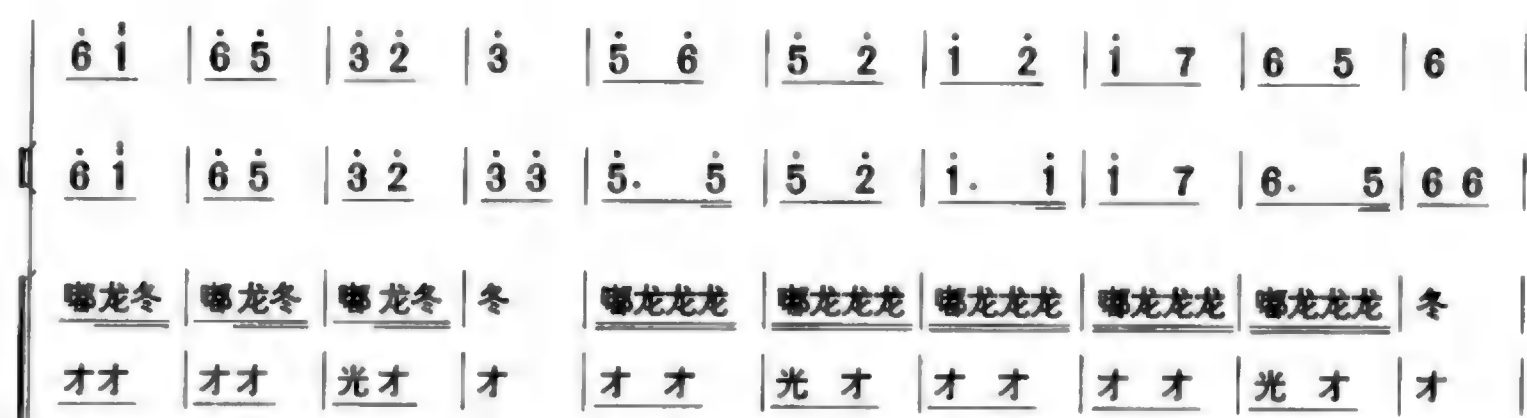 6̇ 1̈ | 6̇ 5̇ | 3̇ 2̇ | 3̇ | 5̇ 6̇ | 5̇ 2̇ | 1̇ 2̇ | 1̇ 7 | 6 5 | 6 |
6̇ 1̈ | 6̇ 5̇ | 3̇ 2̇ | 3̇ 3̇ | 5̇. 5̇ | 5̇ 2̇ | 1̇. 1̇ | 1̇ 7 | 6. 5 | 6 6 |
嘟龙冬 | 嘟龙冬 | 嘟龙冬 | 冬 | 嘟龙龙龙 | 嘟龙龙龙 | 嘟龙龙龙 | 嘟龙龙龙 | 嘟龙龙龙 | 冬 |
才才 | 才才 | 光才 | 才 | 才 才 | 光 才 | 才 才 | 才 才 | 光 才 | 才 |